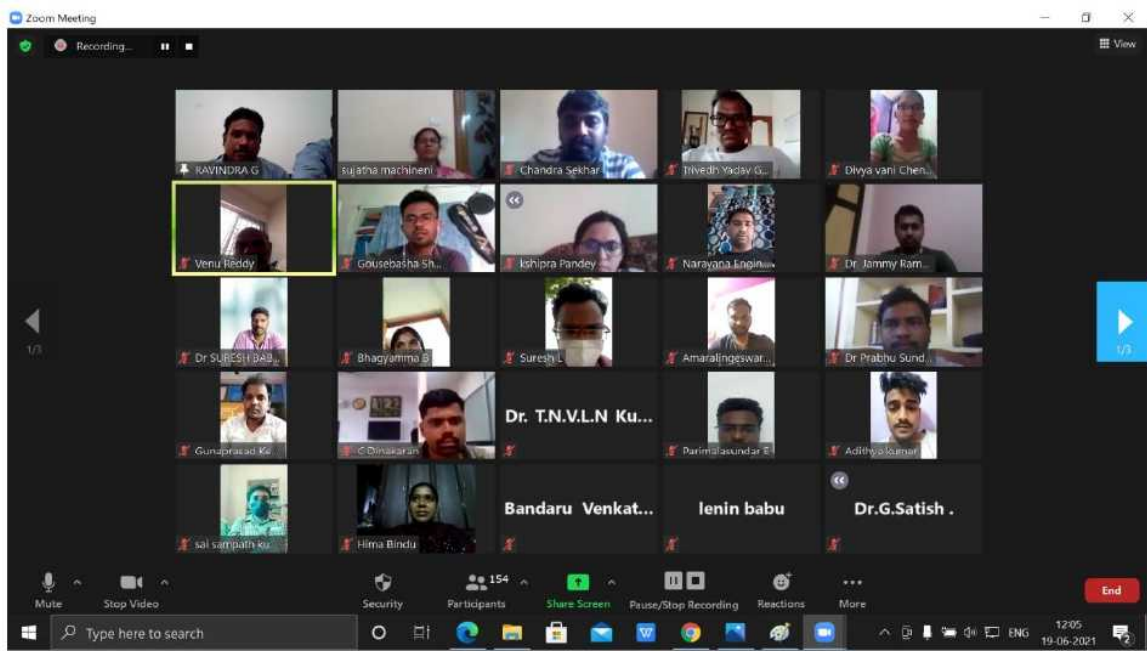 Zoom Meeting
Recording...
View
RAVINDRA G
sujatha machineni
Chandra Sekhar
Trivedh Yadav G...
Divya vani Chen...
Venu Reddy
Gousebasha Sh...
kshipra Pandey
Narayana Engin...
Dr. Jammy Ram...
1/3
1/3
Dr SURESH BAB...
Bhagyamma B
Suresh L
Amaralingeswar...
Dr Prabhu Sund...
Gunaprasad Ke...
C Dinakaran
Dr. T.N.V.L.N Ku...
Parimalasundar E
Adithya kumar
sai sampath ku...
Hima Bindu
Bandaru Venkat...
lenin babu
Dr.G.Satish .
Mute
Stop Video
Security
154
Participants
Share Screen
Pause/Stop Recording
Reactions
More
End
Type here to search
ENG
12:05
19-06-2021